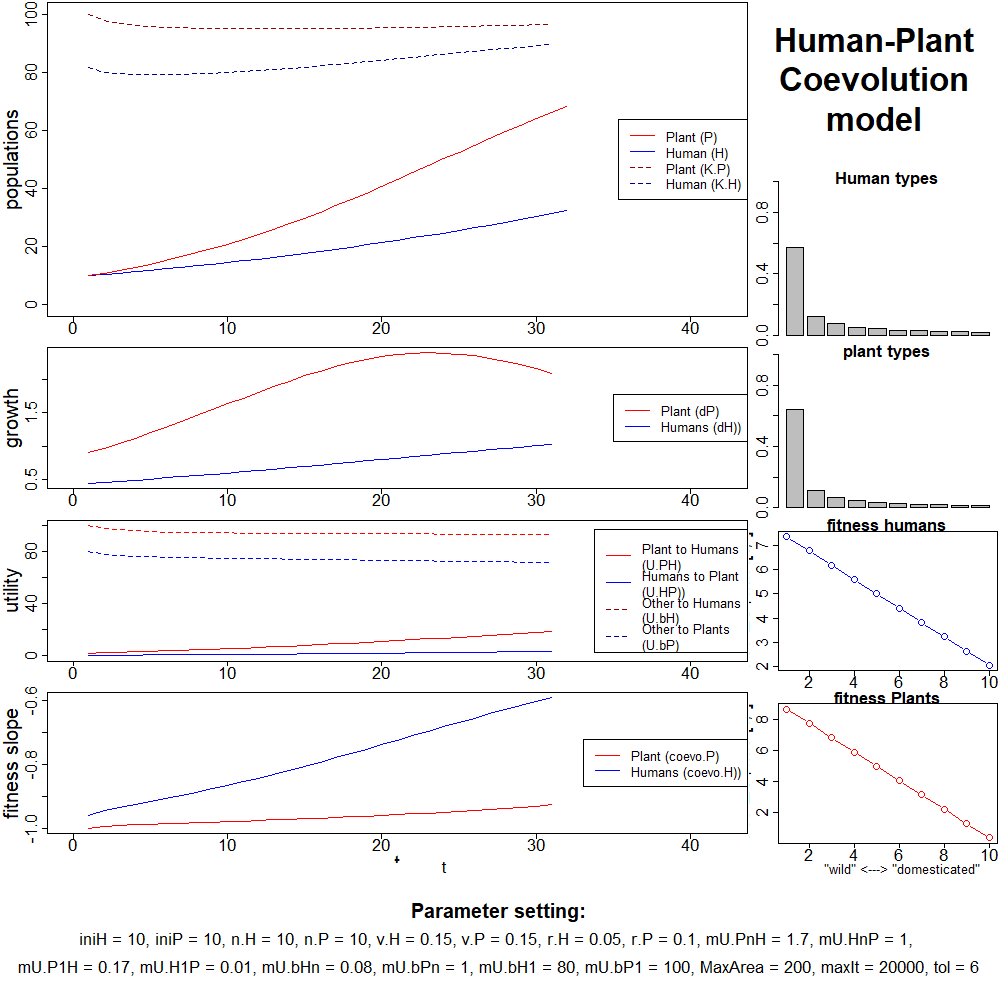 Human-Plant
Coevolution
model
populations
0
20
40
60
80
100
0 10 20 30 40
Plant (P)
Human (H)
Plant (K.P)
Human (K.H)
growth
0.5
1.5
0 10 20 30 40
Plant (dP)
Humans (dH))
utility
0
40
80
0 10 20 30 40
Plant to Humans
(U.PH)
Humans to Plant
(U.HP))
Other to Humans
(U.bH)
Other to Plants
(U.bP)
fitness slope
-1.0
-0.8
-0.6
0 10 20 30 40
t
Plant (coevo.P)
Humans (coevo.H))
Human types
0.0
0.4
0.8
plant types
0.0
0.4
0.8
fitness humans
2
3
4
5
6
7
2 4 6 8 10
fitness Plants
2
4
6
8
2 4 6 8 10
"wild" <---> "domesticated"
Parameter setting:
iniH = 10, iniP = 10, n.H = 10, n.P = 10, v.H = 0.15, v.P = 0.15, r.H = 0.05, r.P = 0.1, mU.PnH = 1.7, mU.HnP = 1,
mU.P1H = 0.17, mU.H1P = 0.01, mU.bHn = 0.08, mU.bPn = 1, mU.bH1 = 80, mU.bP1 = 100, MaxArea = 200, maxIt = 20000, tol = 6